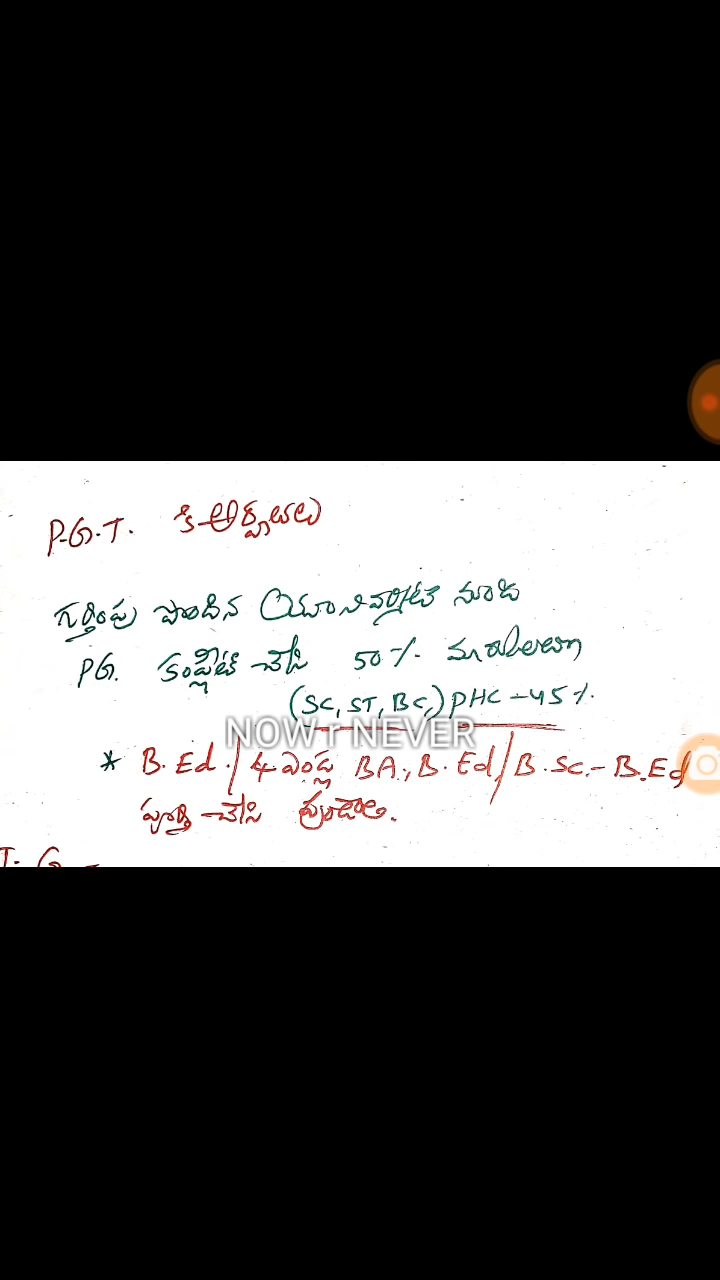 P.G.T. కి అర్హతలు
గుర్తింపు పొందిన యూనివర్సిటీ నుండి
PG. కంప్లీట్ చేసి 50%. మార్కులతో
(SC, ST, BC,) PHC - 45%.
NOW r NEVER
* B.Ed. / 4 ఏండ్ల BA., B.Ed / B.Sc. - B.Ed
పూర్తి చేసి వుండాలి.